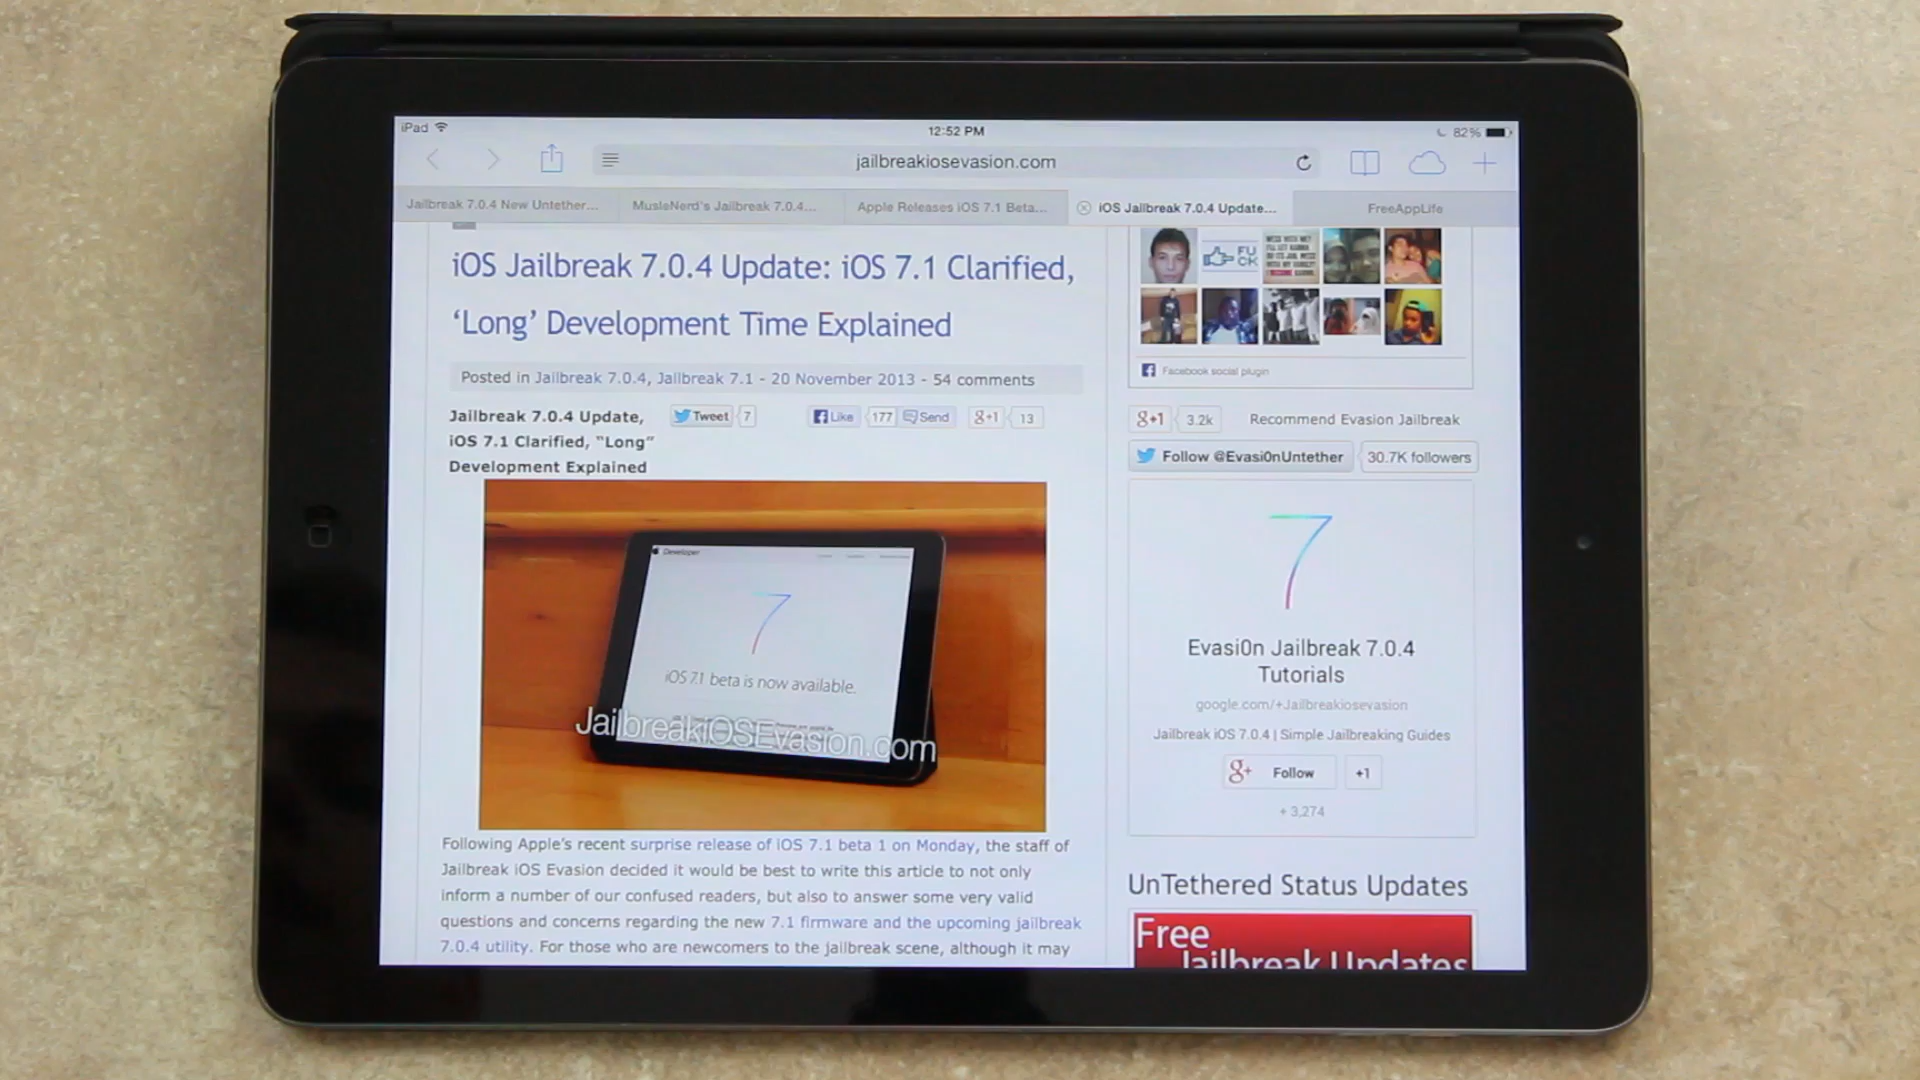 iPad
12:52 PM
82%
jailbreakiosevasion.com
Jailbreak 7.0.4 New Untether...
MusleNerd's Jailbreak 7.0.4...
Apple Releases iOS 7.1 Beta...
iOS Jailbreak 7.0.4 Update...
FreeAppLife
iOS Jailbreak 7.0.4 Update: iOS 7.1 Clarified,
‘Long’ Development Time Explained
Posted in Jailbreak 7.0.4, Jailbreak 7.1 - 20 November 2013 - 54 comments
Jailbreak 7.0.4 Update,
iOS 7.1 Clarified, "Long"
Development Explained
Tweet 7
Like 177 Send
g+1 13
Developer
7
iOS 7.1 beta is now available.
JailbreakiOSEvasion.com
Following Apple's recent surprise release of iOS 7.1 beta 1 on Monday, the staff of
Jailbreak iOS Evasion decided it would be best to write this article to not only
inform a number of our confused readers, but also to answer some very valid
questions and concerns regarding the new 7.1 firmware and the upcoming jailbreak
7.0.4 utility. For those who are newcomers to the jailbreak scene, although it may
FU
CK
Facebook social plugin
g+1 3.2k Recommend Evasion Jailbreak
Follow @Evasi0nUntether 30.7K followers
7
Evasi0n Jailbreak 7.0.4
Tutorials
google.com/+Jailbreakiosevasion
Jailbreak iOS 7.0.4 | Simple Jailbreaking Guides
g+ Follow +1
+ 3,274
UnTethered Status Updates
Free
Jailbreak Updates